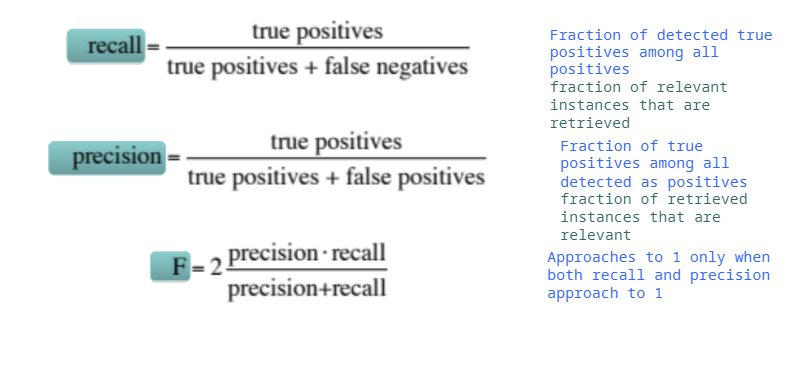 recall = true positives / true positives + false negatives
Fraction of detected true
positives among all
positives
fraction of relevant
instances that are
retrieved
precision = true positives / true positives + false positives
Fraction of true
positives among all
detected as positives
fraction of retrieved
instances that are
relevant
F = 2 precision · recall / precision+recall
Approaches to 1 only when
both recall and precision
approach to 1